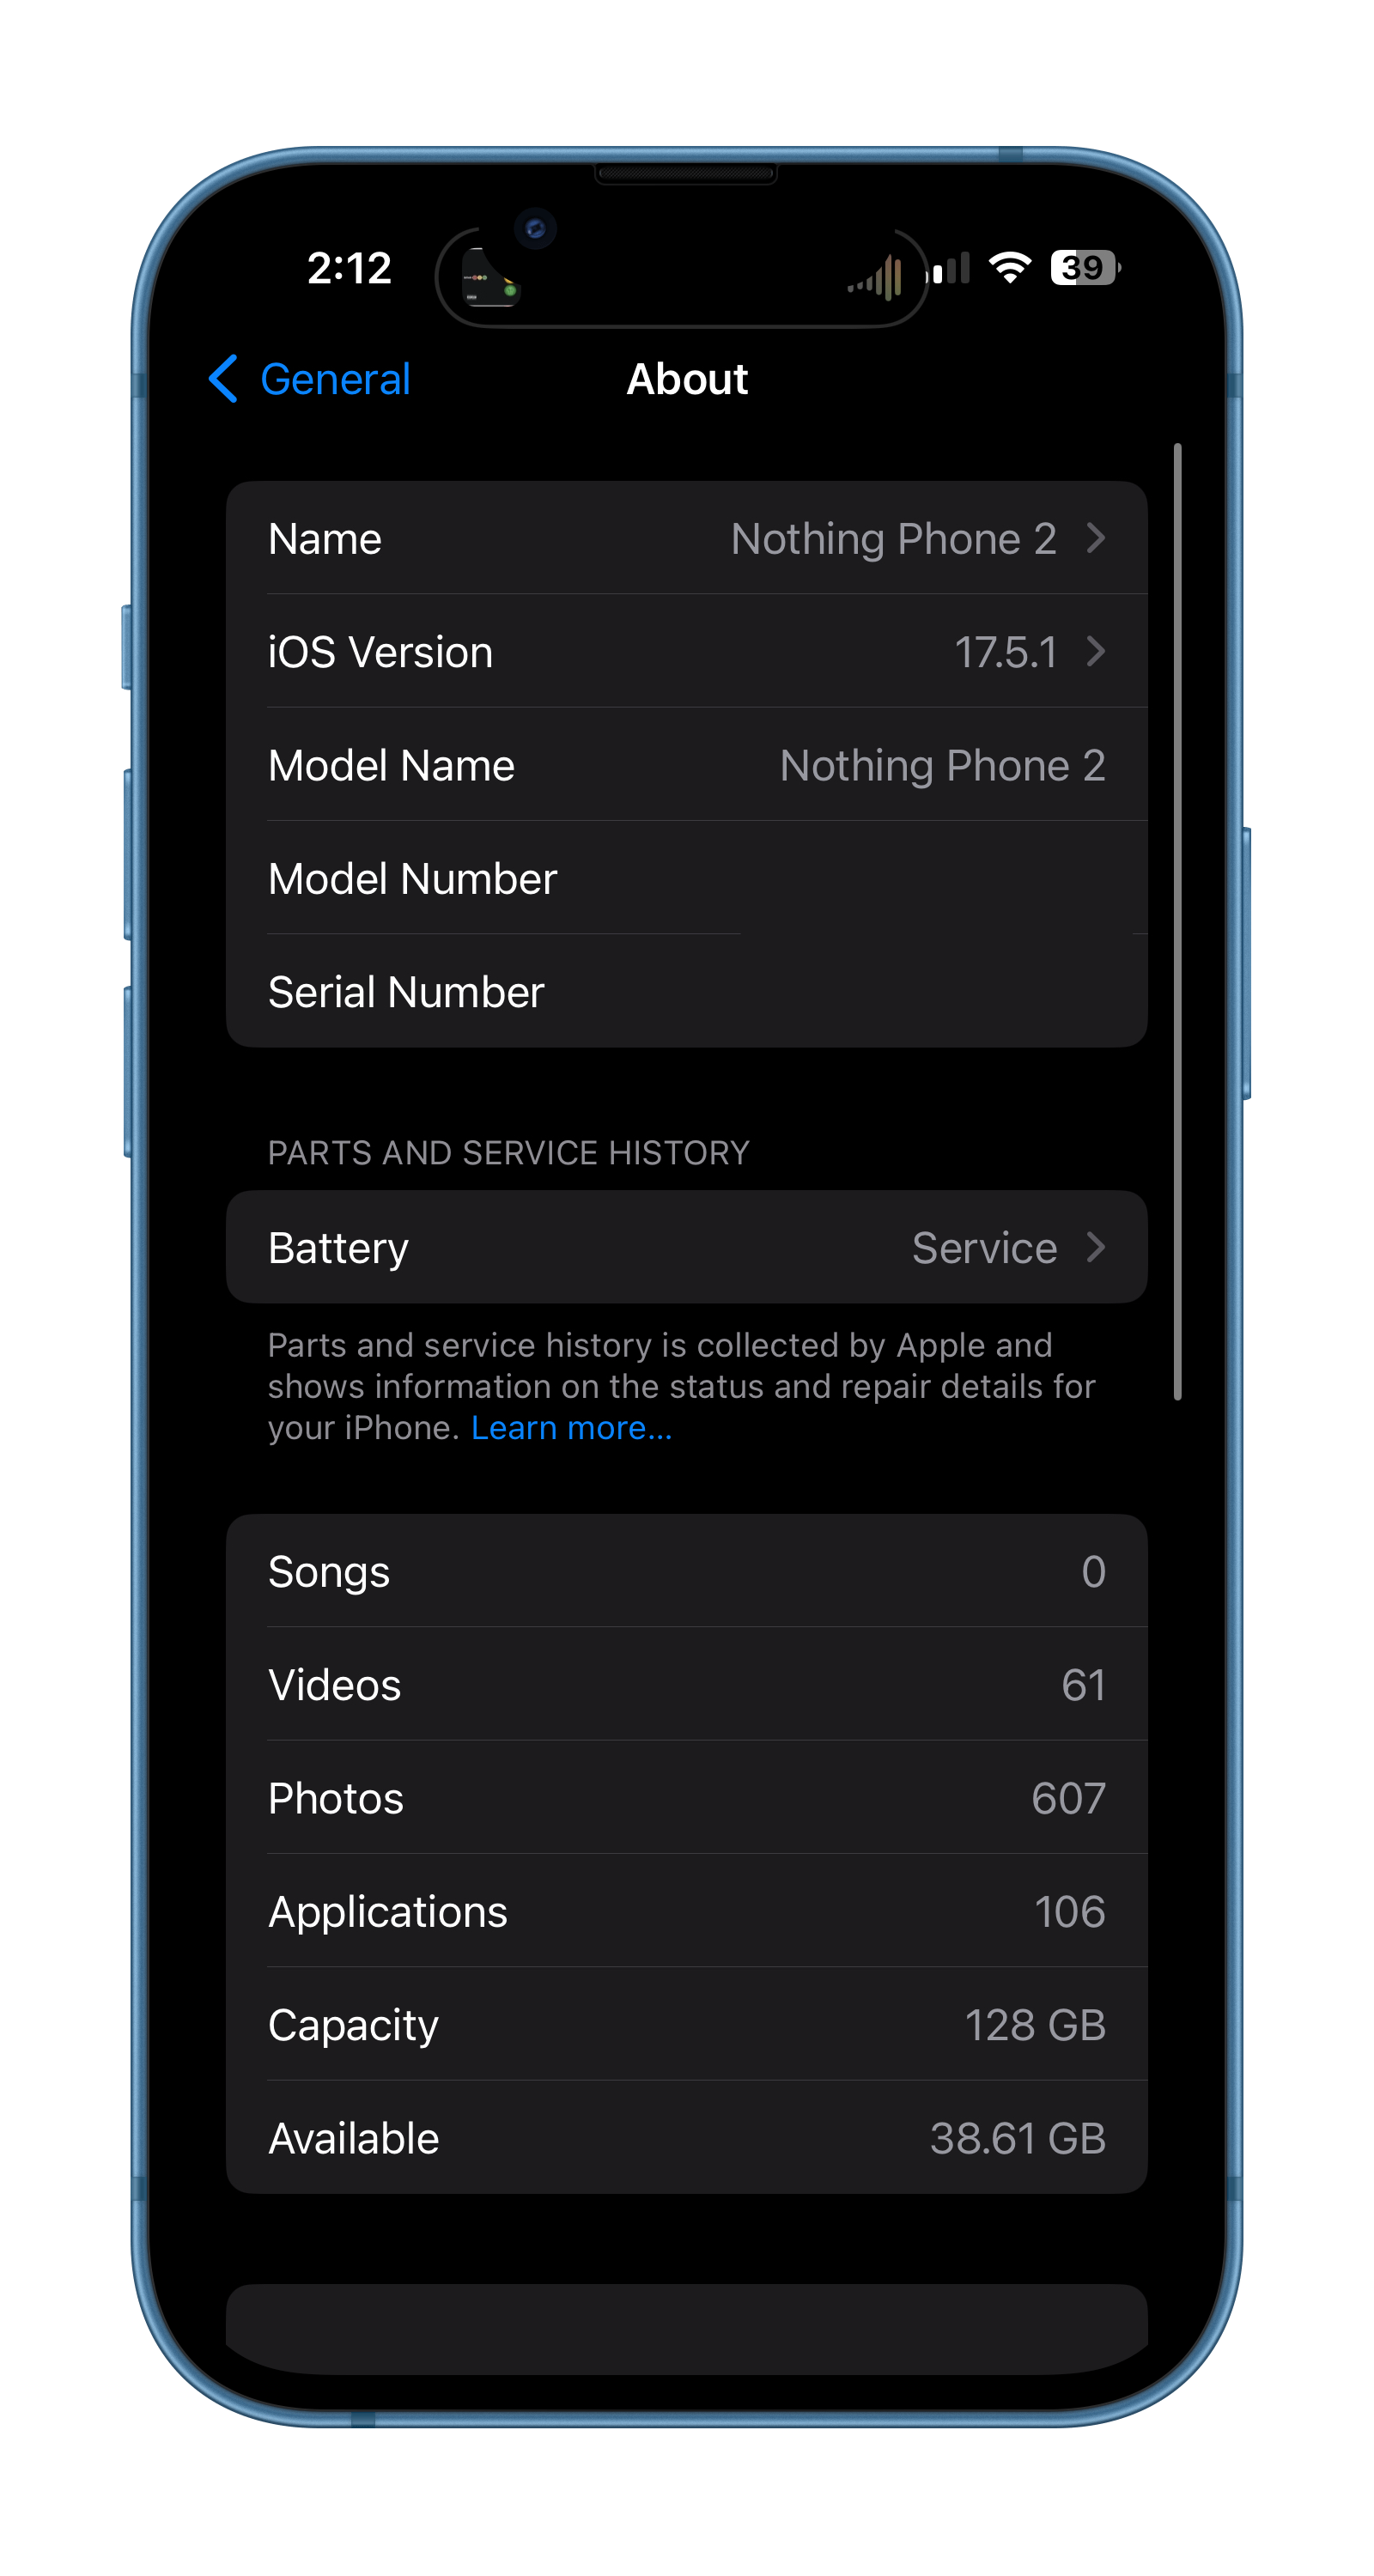 2:12
39
General
About
Name
Nothing Phone 2
iOS Version
17.5.1
Model Name
Nothing Phone 2
Model Number
Serial Number
PARTS AND SERVICE HISTORY
Battery
Service
Parts and service history is collected by Apple and
shows information on the status and repair details for
your iPhone. Learn more...
Songs
0
Videos
61
Photos
607
Applications
106
Capacity
128 GB
Available
38.61 GB